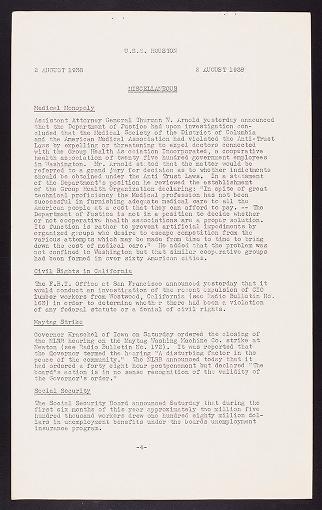 U.S.S. HOUSTON
2 AUGUST 1938 2 AUGUST 1938
MISCELLANEOUS
Medical Monopoly
Assistant Attorney General Thurman W. Arnold yesterday announced
that the Department of Justice had upon investigation con-
cluded that the Medical Society of the District of Columbia
and the American Medical Association had violated the Anti-Trust
Laws by expelling or threatening to expel doctors connected
with the Group Health Association Incorporated, a cooperative
health association of twenty five hundred government employees
in Washington. Mr. Arnold stated that the matter would be
referred to a grand jury for decision as to whether indictments
should be obtained under the Anti Trust Laws. In a statement
of the Department's position he praised the establishment
of the Group Health Organization declaring: "In spite of great
technical proficiency the Medical profession has not been
successful in furnishing adequate medical care to all the
American people at a cost that they can afford to pay. -- The
Department of Justice is not in a position to decide whether
or not cooperative health associations are a proper solution.
Its function is rather to prevent artificial impediments by
organized groups who desire to escape competition from the
various attempts which may be made from time to time to bring
down the cost of medical care." He added that the problem was
not confined to Washington but that similar cooperative groups
had been formed in over sixty American cities.
Civil Rights in California
The F.B.I. Office at San Francisco announced yesterday that it
would conduct an investigation of the recent expulsion of CIO
lumber workers from Westwood, California (see Radio Bulletin No.
168) in order to determine whether there had been a violation
of any federal statute or a denial of civil rights.
Maytag Strike
Governor Kraschel of Iowa on Saturday ordered the closing of
the NLRB hearing on the Maytag Washing Machine Co. strike at
Newton (see Radio Bulletin No. 172). It was reported that
the Governor termed the hearing "A disturbing factor in the
peace of the community." The NLRB announced today that it
had ordered a forty eight hour postponement but declared "The
board's action is in no sense recognition of the validity of
the Governor's order."
Social Security
The Social Security Board announced Saturday that during the
first six months of this year approximately two million five
hundred thousand workers drew one hundred eighty million dol-
lars in unemployment benefits under the boards unemployment
insurance program.
-4-